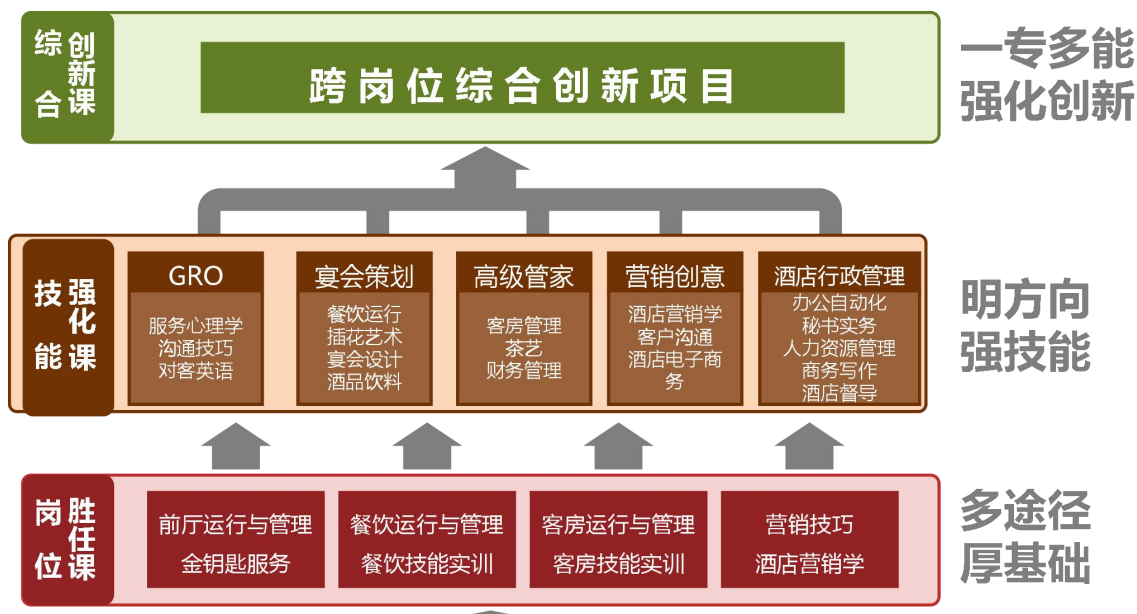 综合
创新课
跨岗位综合创新项目
一专多能
强化创新
技能
强化课
GRO
服务心理学
沟通技巧
对客英语
宴会策划
餐饮运行
插花艺术
宴会设计
酒品饮料
高级管家
客房管理
茶艺
财务管理
营销创意
酒店营销学
客户沟通
酒店电子商
务
酒店行政管理
办公自动化
秘书实务
人力资源管理
商务写作
酒店督导
明方向
强技能
岗位
胜任课
前厅运行与管理
金钥匙服务
餐饮运行与管理
餐饮技能实训
客房运行与管理
客房技能实训
营销技巧
酒店营销学
多途径
厚基础